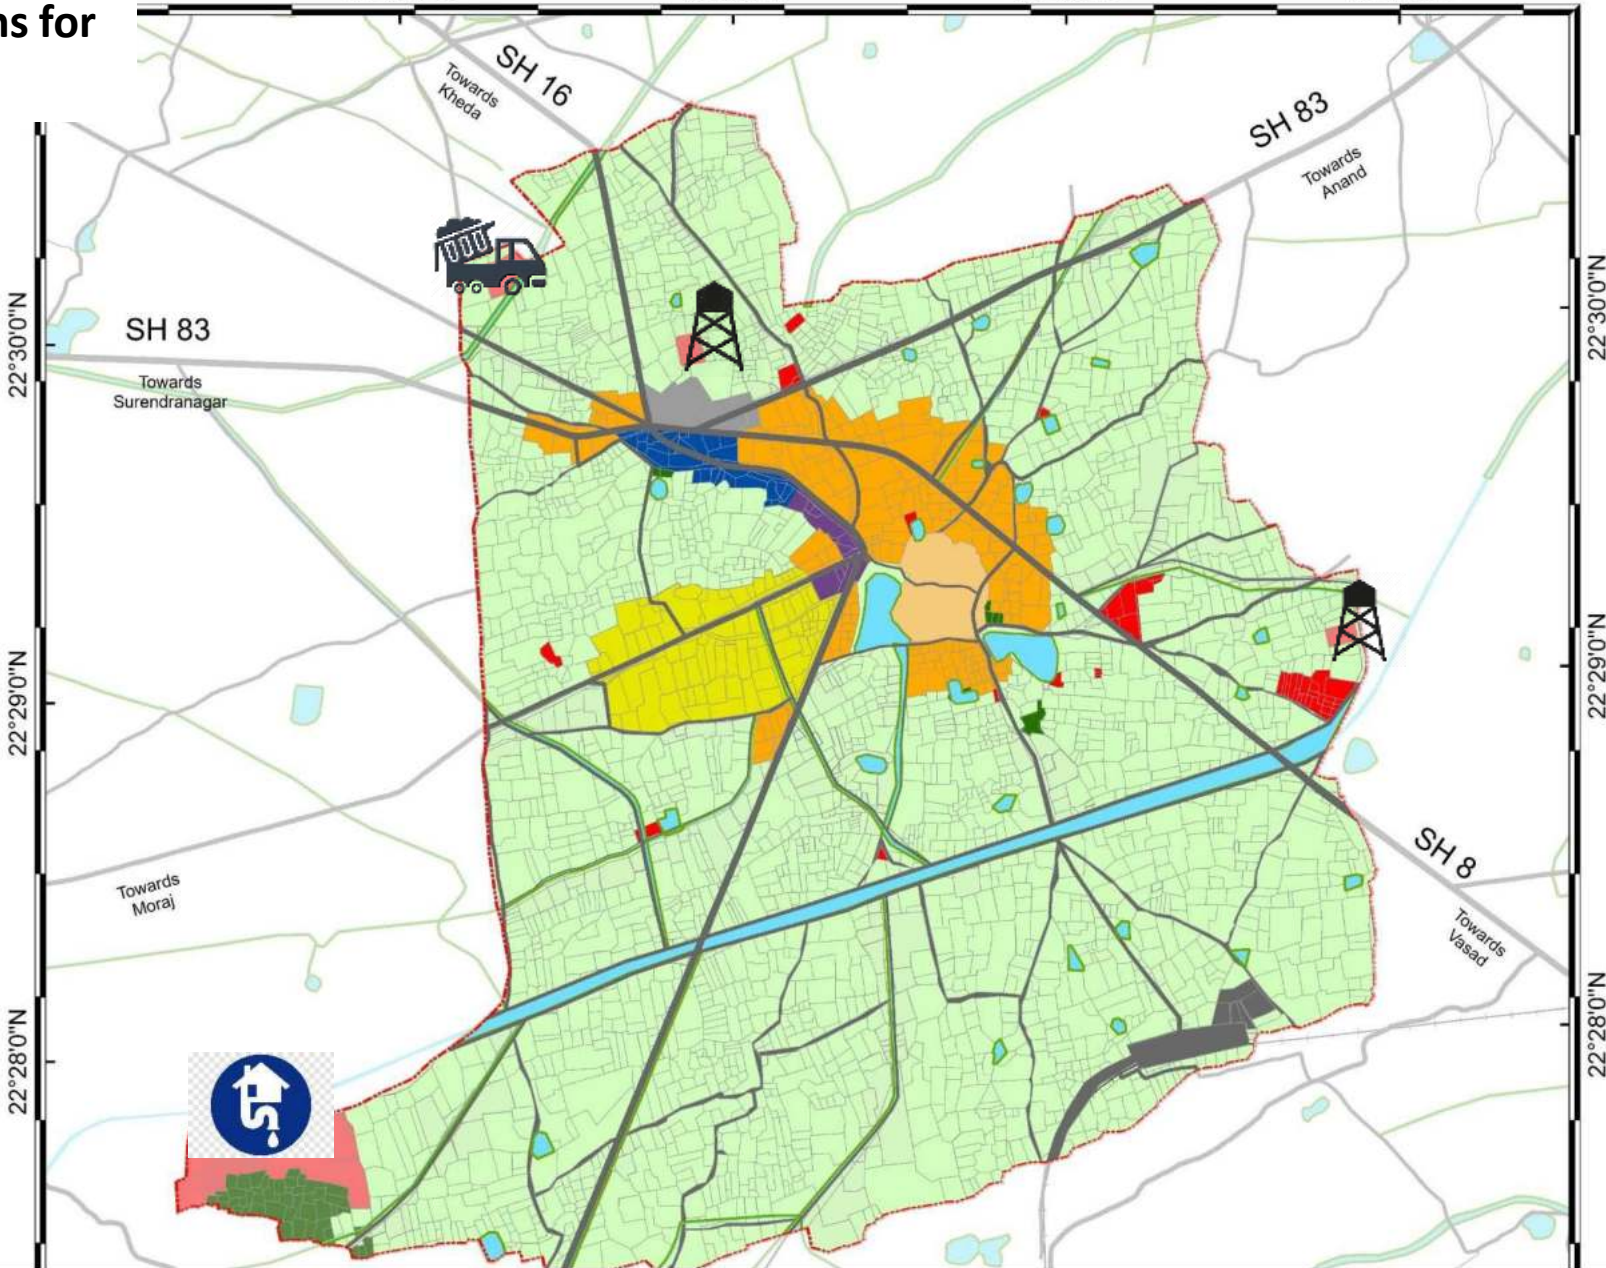 ns for
SH 16
Towards
Kheda
SH 83
Towards
Anand
22°30'0"N
22°30'0"N
SH 83
Towards
Surendranagar
22°29'0"N
22°29'0"N
SH 8
Towards
Moraj
Towards
Vasad
22°28'0"N
22°28'0"N